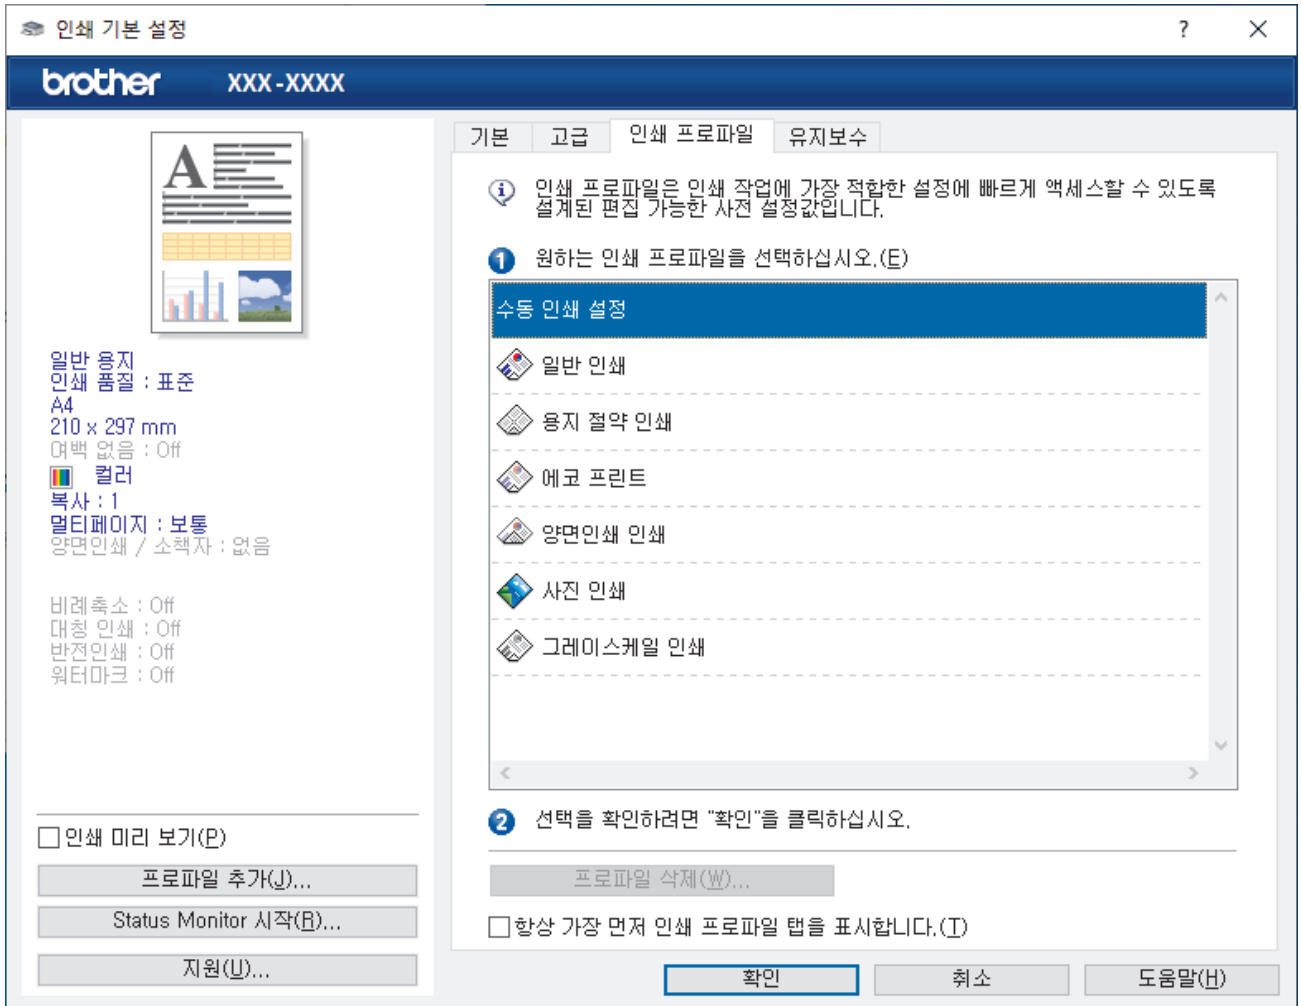 인쇄 기본 설정
?
brother XXX-XXXX
A
일반 용지
인쇄 품질 : 표준
A4
210 x 297 mm
여백 없음 : Off
컬러
복사 : 1
멀티페이지 : 보통
양면인쇄 / 소책자 : 없음
비례축소 : Off
대칭 인쇄 : Off
반전인쇄 : Off
워터마크 : Off
인쇄 미리 보기(P)
프로파일 추가(J)...
Status Monitor 시작(R)...
지원(U)...
기본 고급 인쇄 프로파일 유지보수
인쇄 프로파일은 인쇄 작업에 가장 적합한 설정에 빠르게 액세스할 수 있도록
설계된 편집 가능한 사전 설정값입니다.
1 원하는 인쇄 프로파일을 선택하십시오.(E)
수동 인쇄 설정
일반 인쇄
용지 절약 인쇄
에코 프린트
양면인쇄 인쇄
사진 인쇄
그레이스케일 인쇄
2 선택을 확인하려면 "확인"을 클릭하십시오.
프로파일 삭제(W)...
항상 가장 먼저 인쇄 프로파일 탭을 표시합니다.(T)
확인 취소 도움말(H)